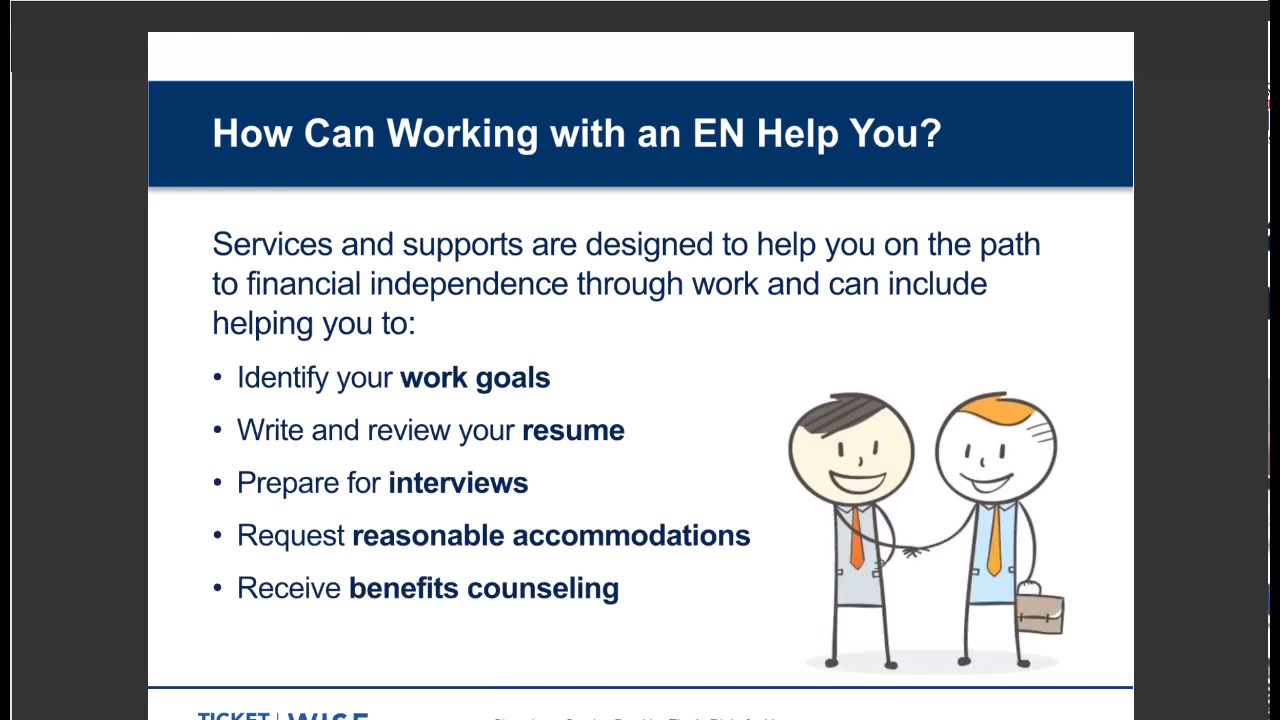 How Can Working with an EN Help You?
Services and supports are designed to help you on the path
to financial independence through work and can include
helping you to:
• Identify your work goals
• Write and review your resume
• Prepare for interviews
• Request reasonable accommodations
• Receive benefits counseling
TICKET | WISE